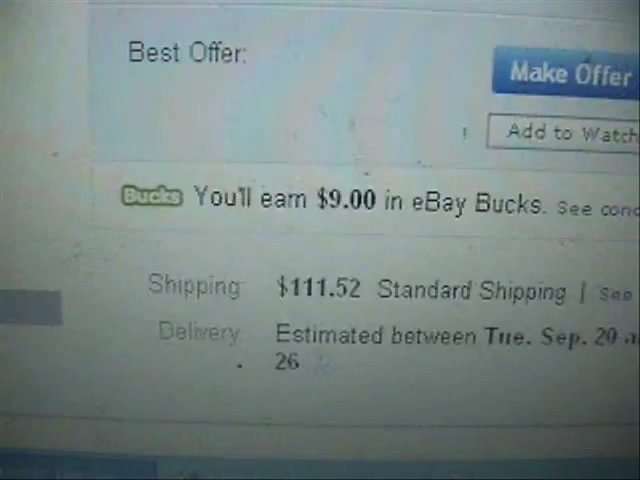 Best Offer:
Make Offer
Add to Watch
Bucks You'll earn $9.00 in eBay Bucks. See cond
Shipping $111.52 Standard Shipping | See
Delivery Estimated between Tue. Sep. 20 a
26